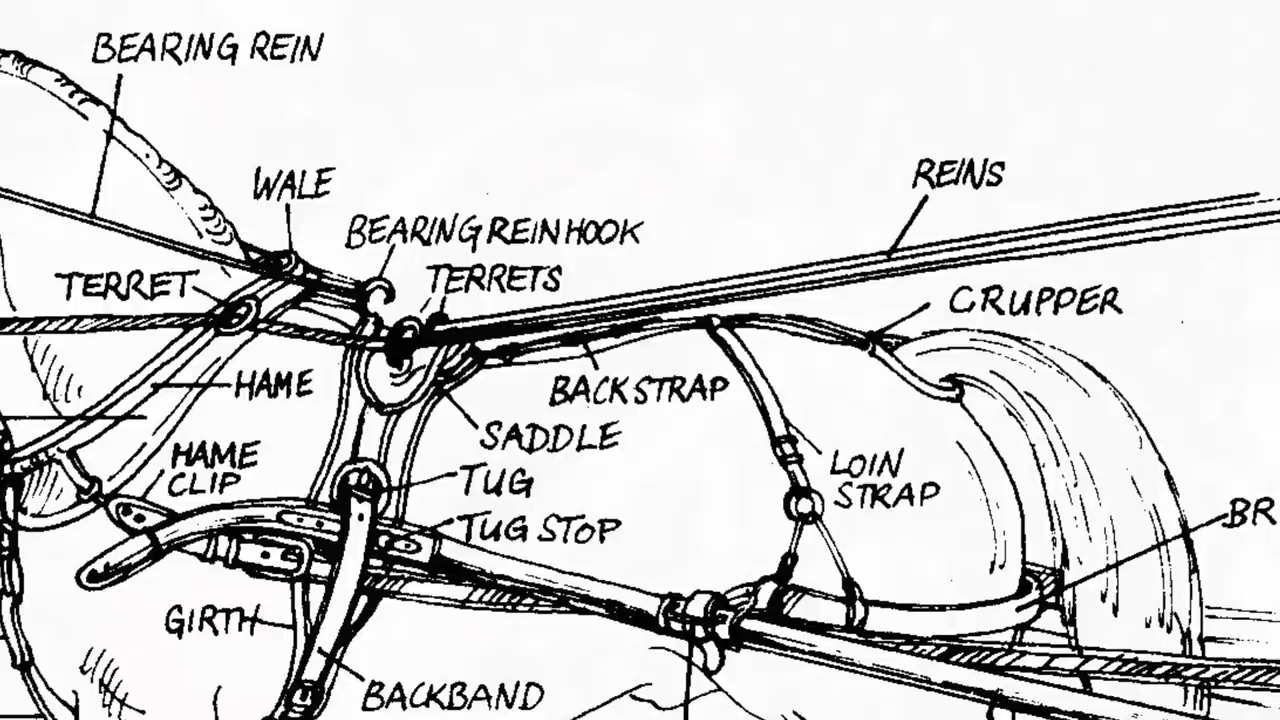 BEARING REIN
WALE
REINS
BEARING REIN HOOK
TERRET
TERRETS
CRUPPER
HAME
BACKSTRAP
SADDLE
HAME
CLIP
TUG
LOIN
STRAP
TUG STOP
BR
GIRTH
BACKBAND